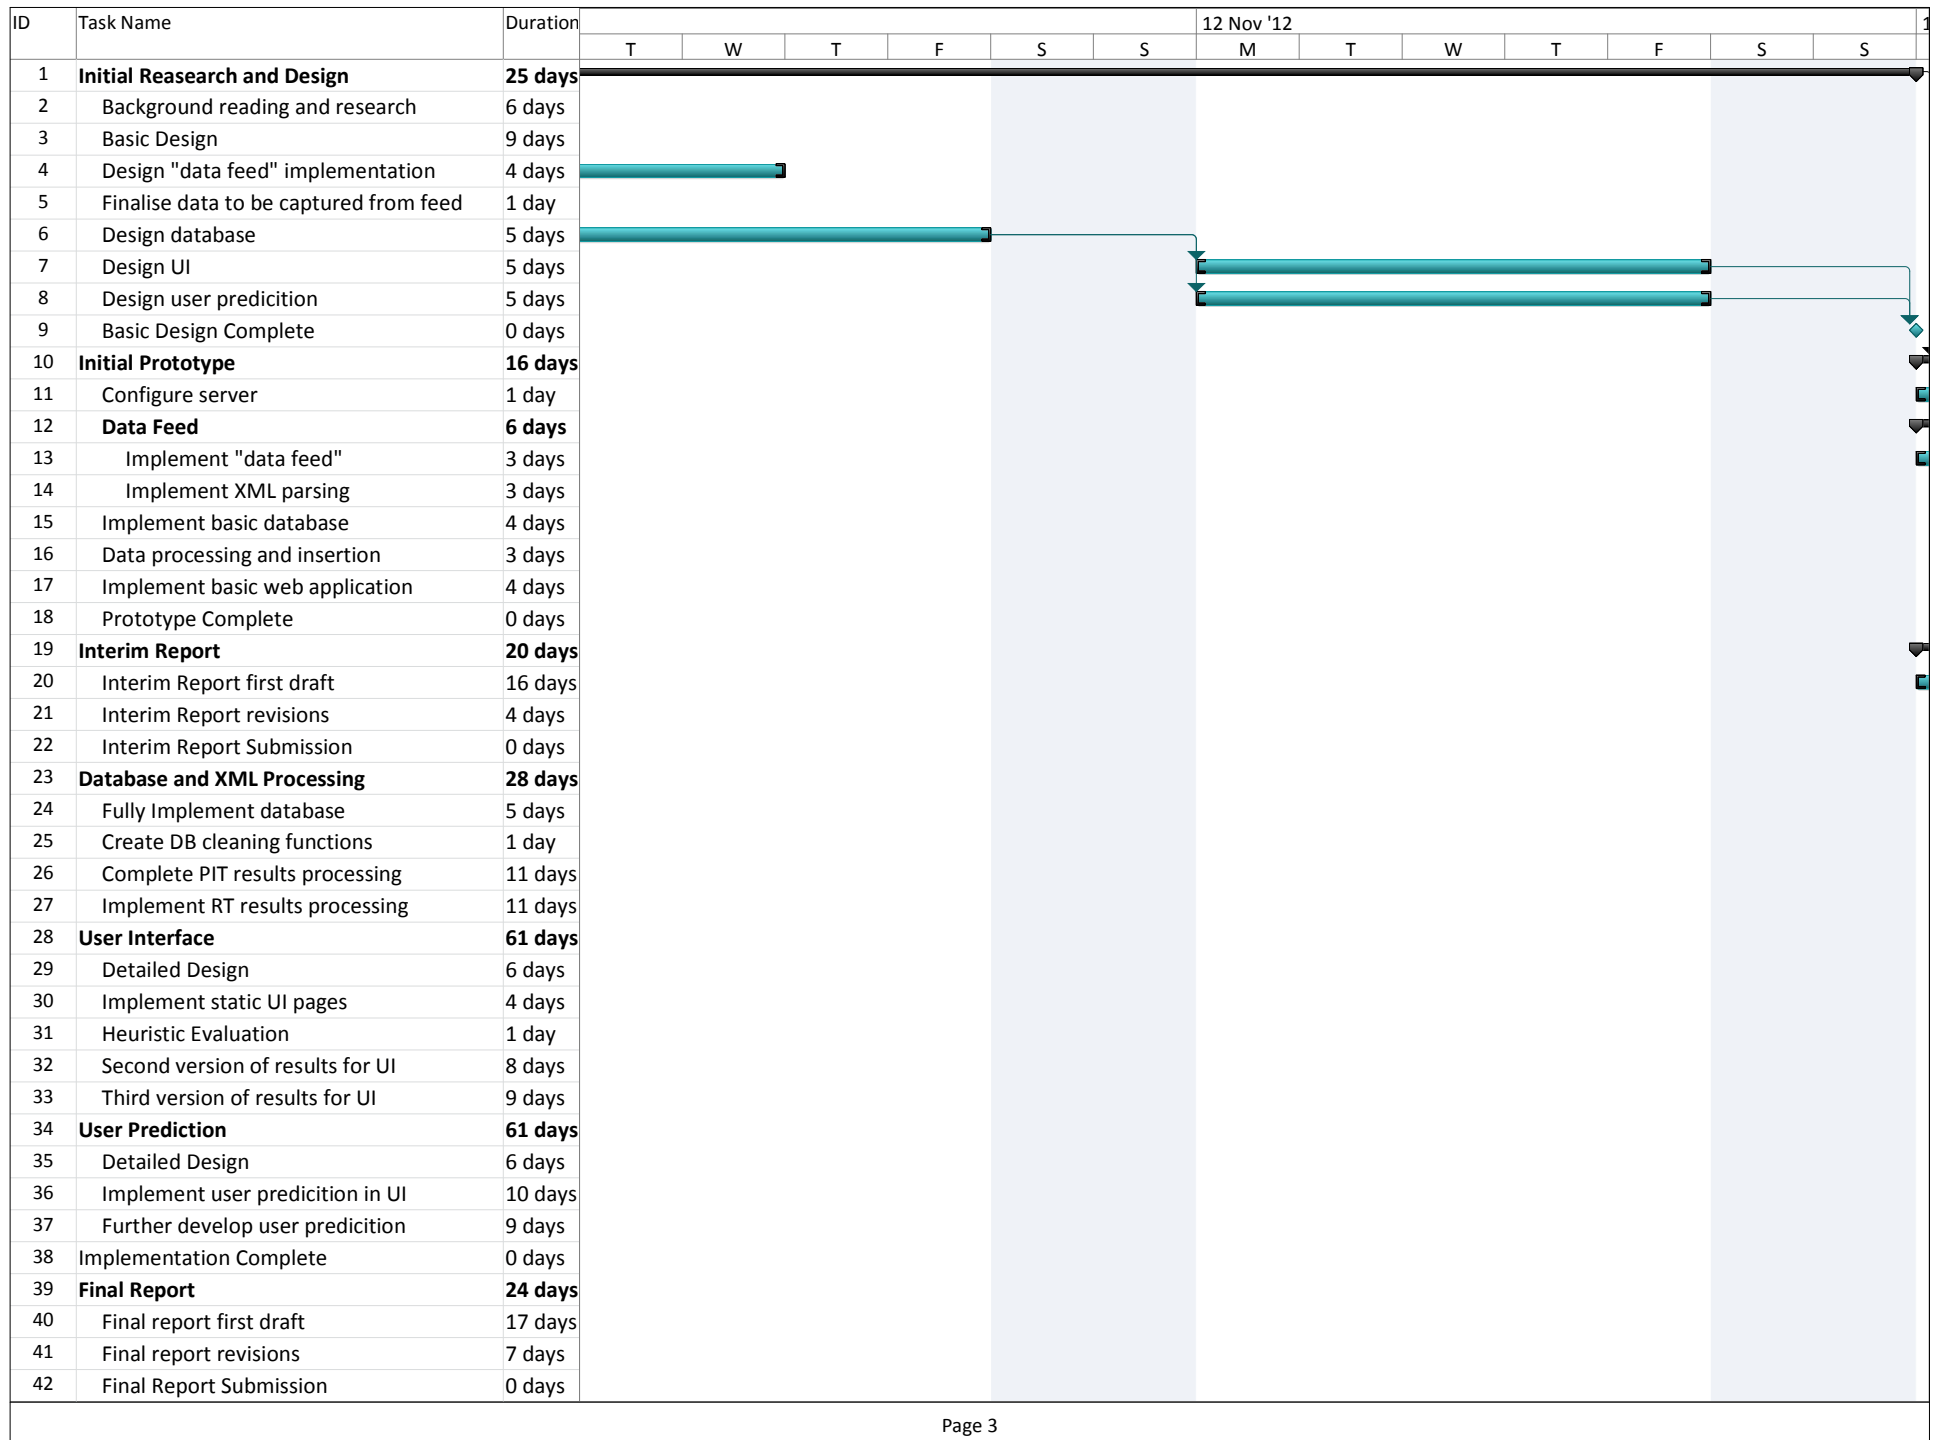 ID Task Name Duration 12 Nov '12 1
T W T F S S M T W T F S S
1 Initial Reasearch and Design 25 days
2 Background reading and research 6 days
3 Basic Design 9 days
4 Design "data feed" implementation 4 days
5 Finalise data to be captured from feed 1 day
6 Design database 5 days
7 Design UI 5 days
8 Design user predicition 5 days
9 Basic Design Complete 0 days
10 Initial Prototype 16 days
11 Configure server 1 day
12 Data Feed 6 days
13 Implement "data feed" 3 days
14 Implement XML parsing 3 days
15 Implement basic database 4 days
16 Data processing and insertion 3 days
17 Implement basic web application 4 days
18 Prototype Complete 0 days
19 Interim Report 20 days
20 Interim Report first draft 16 days
21 Interim Report revisions 4 days
22 Interim Report Submission 0 days
23 Database and XML Processing 28 days
24 Fully Implement database 5 days
25 Create DB cleaning functions 1 day
26 Complete PIT results processing 11 days
27 Implement RT results processing 11 days
28 User Interface 61 days
29 Detailed Design 6 days
30 Implement static UI pages 4 days
31 Heuristic Evaluation 1 day
32 Second version of results for UI 8 days
33 Third version of results for UI 9 days
34 User Prediction 61 days
35 Detailed Design 6 days
36 Implement user predicition in UI 10 days
37 Further develop user predicition 9 days
38 Implementation Complete 0 days
39 Final Report 24 days
40 Final report first draft 17 days
41 Final report revisions 7 days
42 Final Report Submission 0 days
Page 3